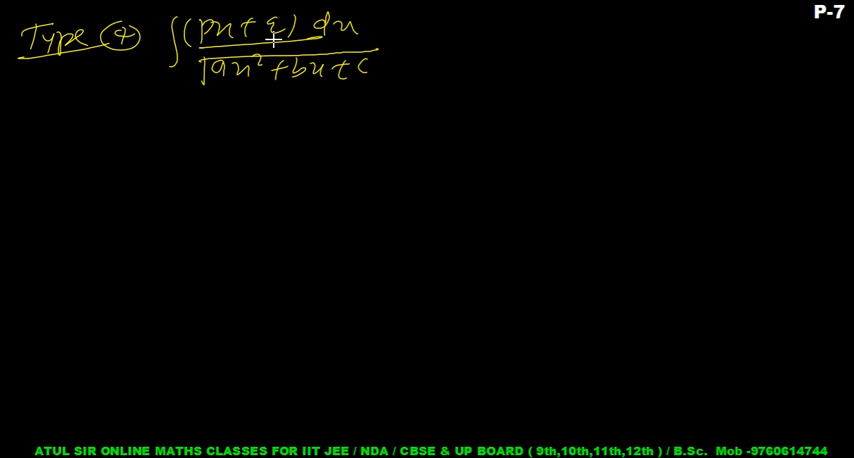 P-7
Type (4) ∫ (px + q) dx
√ax² + bx + c
ATUL SIR ONLINE MATHS CLASSES FOR IIT JEE / NDA / CBSE & UP BOARD ( 9th,10th,11th,12th ) / B.Sc. Mob -9760614744